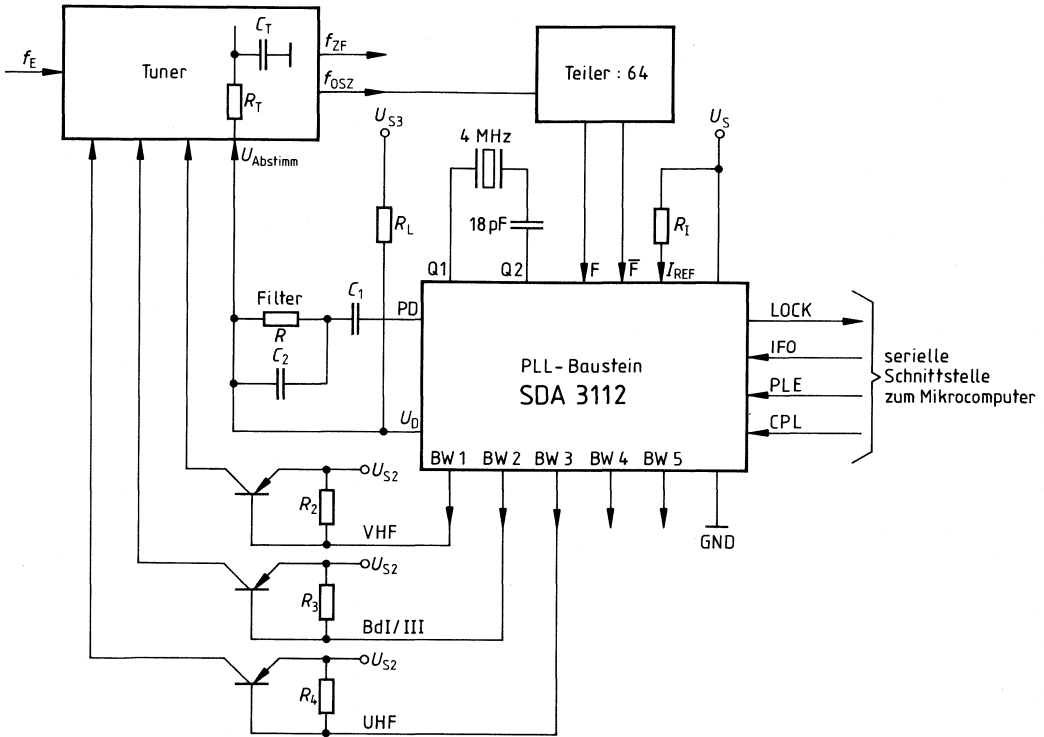 C_T
f_ZF
f_E
Tuner
f_OSZ
R_T
Teiler : 64
U_S3
U_S
4 MHz
U_Abstimm
R_L
18 pF
R_I
Q1
Q2
F
F̅
I_REF
Filter
C_1
PD
LOCK
R
IFO
C_2
PLL-Baustein
serielle
SDA 3112
PLE
Schnittstelle
zum Mikrocomputer
U_D
CPL
BW 1
BW 2
BW 3
BW 4
BW 5
U_S2
R_2
VHF
GND
U_S2
R_3
Bd I/III
U_S2
R_4
UHF